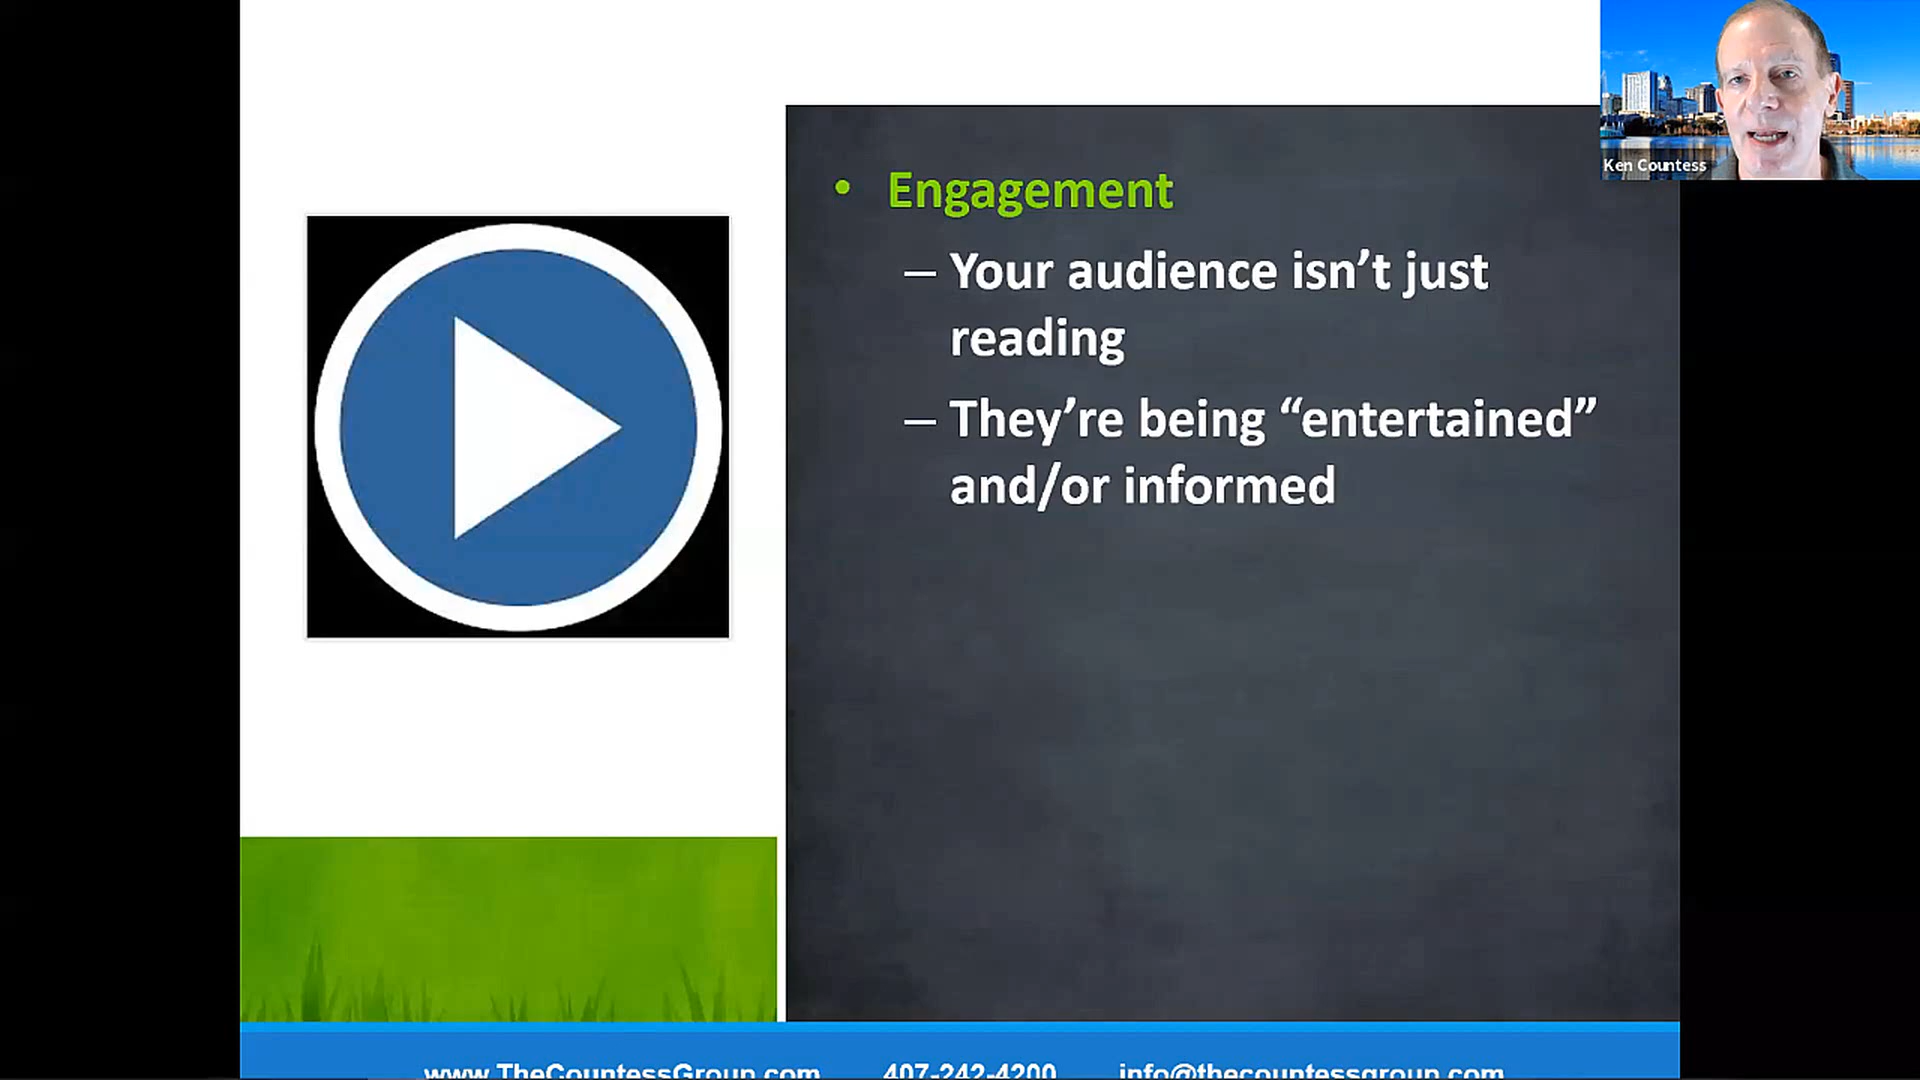 Ken Countess
• Engagement
– Your audience isn’t just
reading
– They’re being “entertained”
and/or informed
www.TheCountessGroup.com 407-242-4200 info@thecountessgroup.com